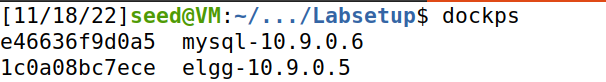 [11/18/22]seed@VM:~/.../Labsetup$ dockps
e46636f9d0a5  mysql-10.9.0.6
1c0a08bc7ece  elgg-10.9.0.5